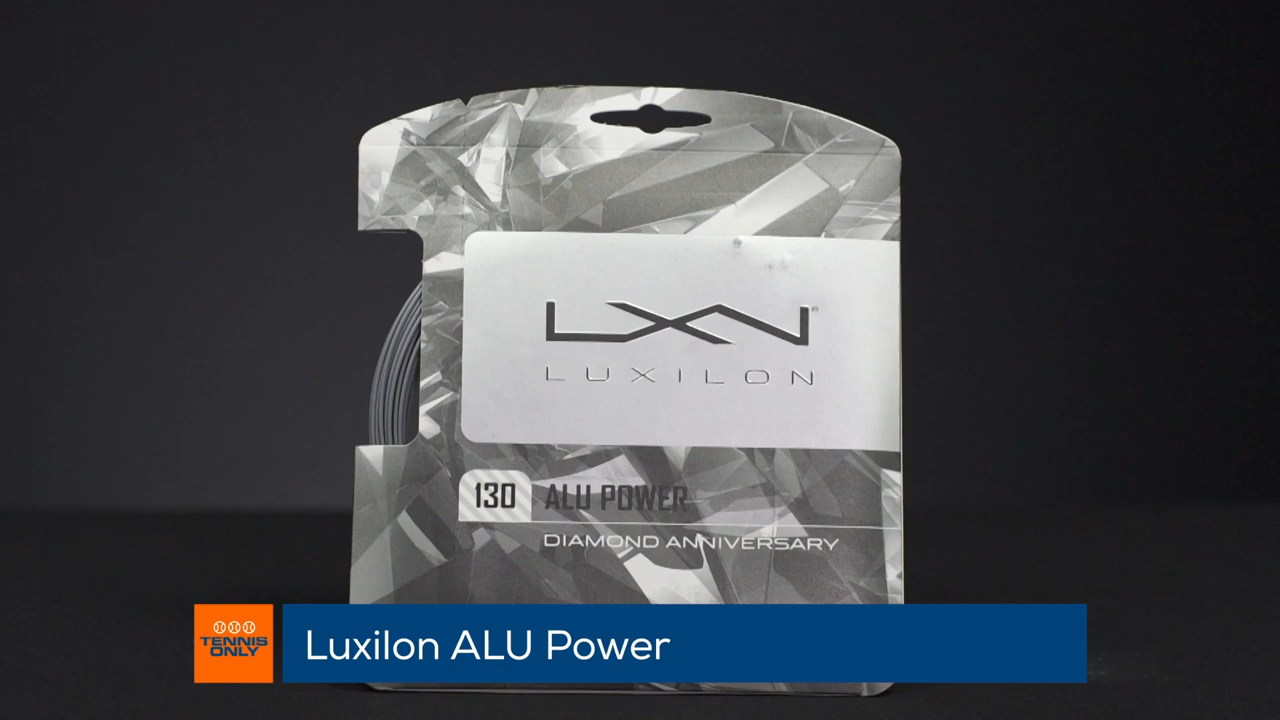 LXN®
LUXILON
130 ALU POWER
DIAMOND ANNIVERSARY
TENNIS
ONLY
Luxilon ALU Power